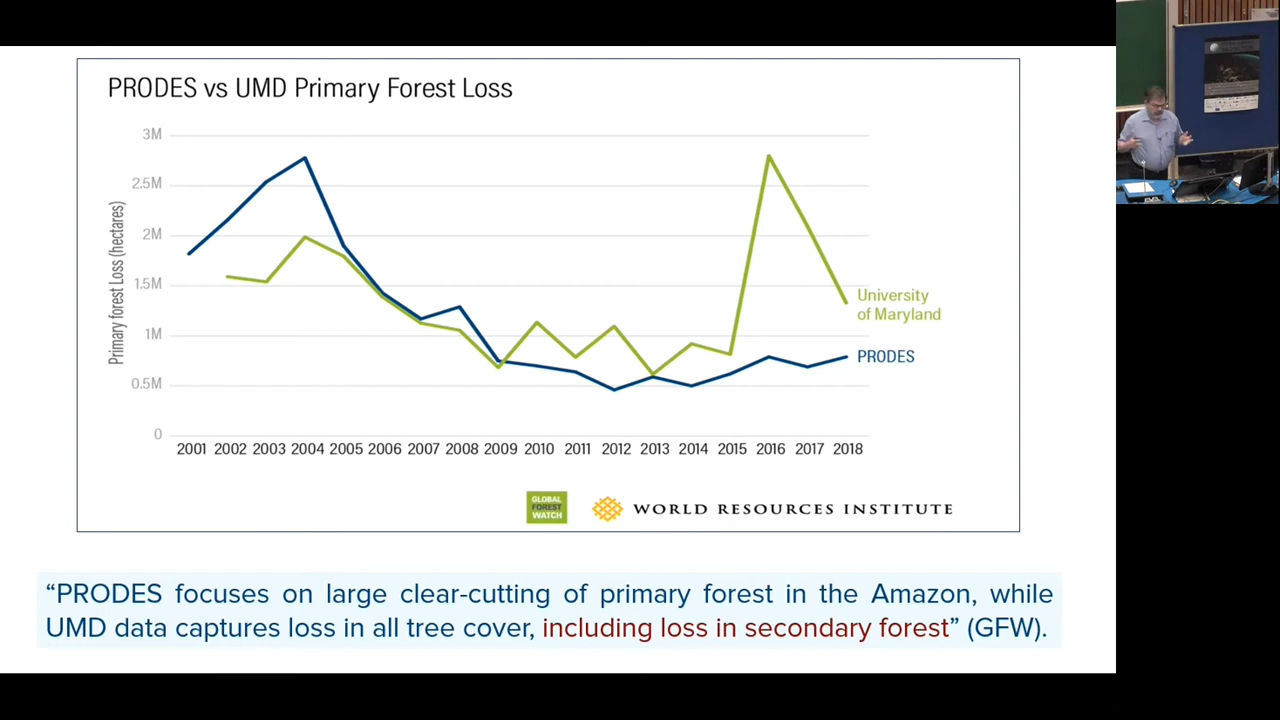 PRODES vs UMD Primary Forest Loss
Primary forest Loss (hectares)
3M
2.5M
2M
1.5M
1M
0.5M
0
2001 2002 2003 2004 2005 2006 2007 2008 2009 2010 2011 2012 2013 2014 2015 2016 2017 2018
University
of Maryland
PRODES
GLOBAL
FOREST
WATCH
WORLD RESOURCES INSTITUTE
“PRODES focuses on large clear-cutting of primary forest in the Amazon, while
UMD data captures loss in all tree cover, including loss in secondary forest” (GFW).